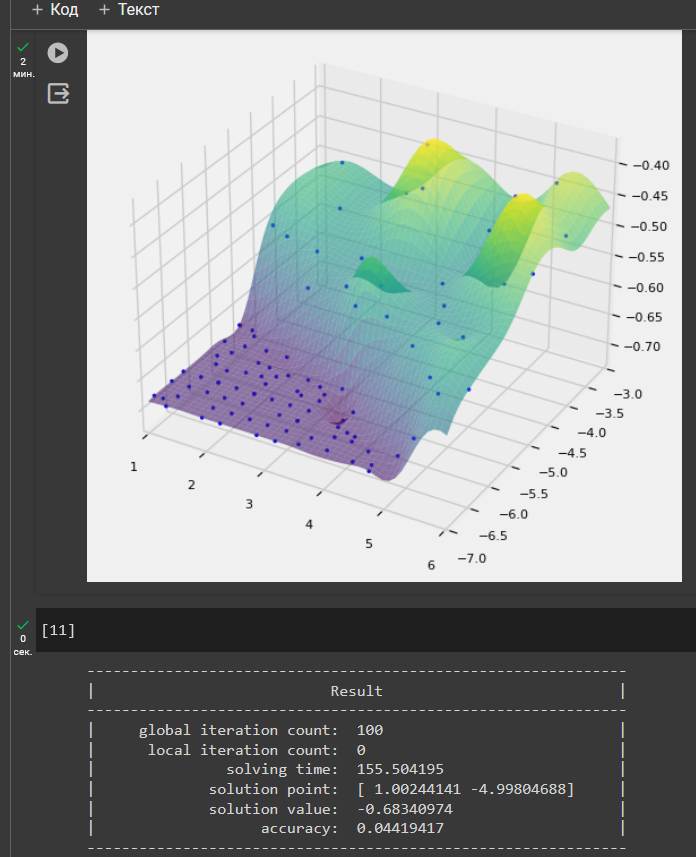 + Код + Текст
2
мин.
−0.40
−0.45
−0.50
−0.55
−0.60
−0.65
−0.70
−3.0
−3.5
−4.0
−4.5
−5.0
−5.5
−6.0
−6.5
−7.0
1
2
3
4
5
6
[11]
0
сек.
-------------------------------------------------------------
| Result |
-------------------------------------------------------------
| global iteration count: 100 |
| local iteration count: 0 |
| solving time: 155.504195 |
| solution point: [ 1.00244141 -4.99804688] |
| solution value: -0.68340974 |
| accuracy: 0.04419417 |
-------------------------------------------------------------